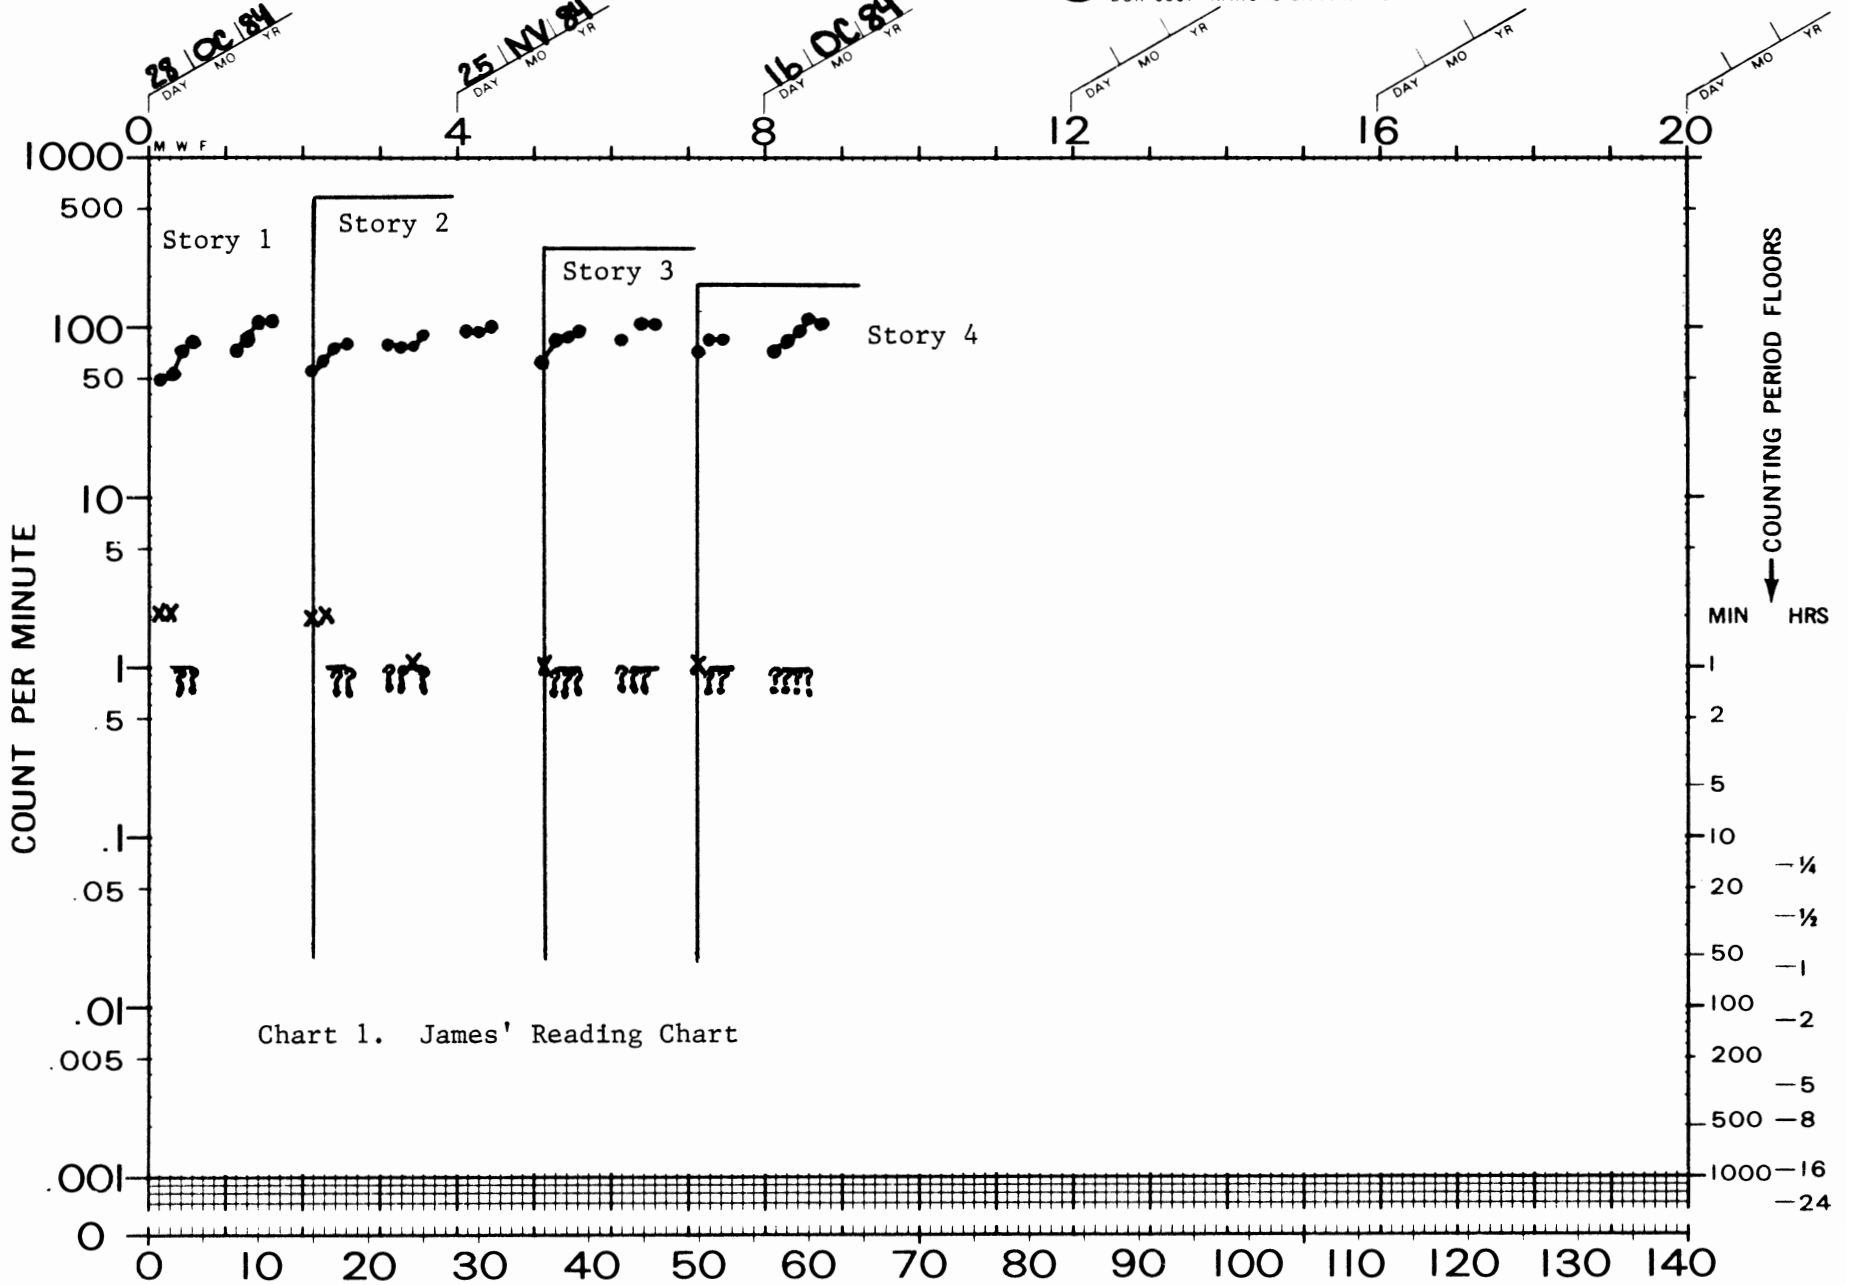 28 OC 84 25 NV 84 16 DC 84
DAY MO YR DAY MO YR DAY MO YR DAY MO YR DAY MO YR DAY MO YR
0 4 8 12 16 20
M W F
1000
500
Story 1
Story 2
Story 3
Story 4
100
50
10
5
1
.5
.1
.05
.01
.005
.001
0
COUNT PER MINUTE
COUNTING PERIOD FLOORS
MIN HRS
1
2
5
10
1/4
20
1/2
50
1
100
2
200
5
500 8
1000 16
24
Chart 1. James' Reading Chart
0 10 20 30 40 50 60 70 80 90 100 110 120 130 140